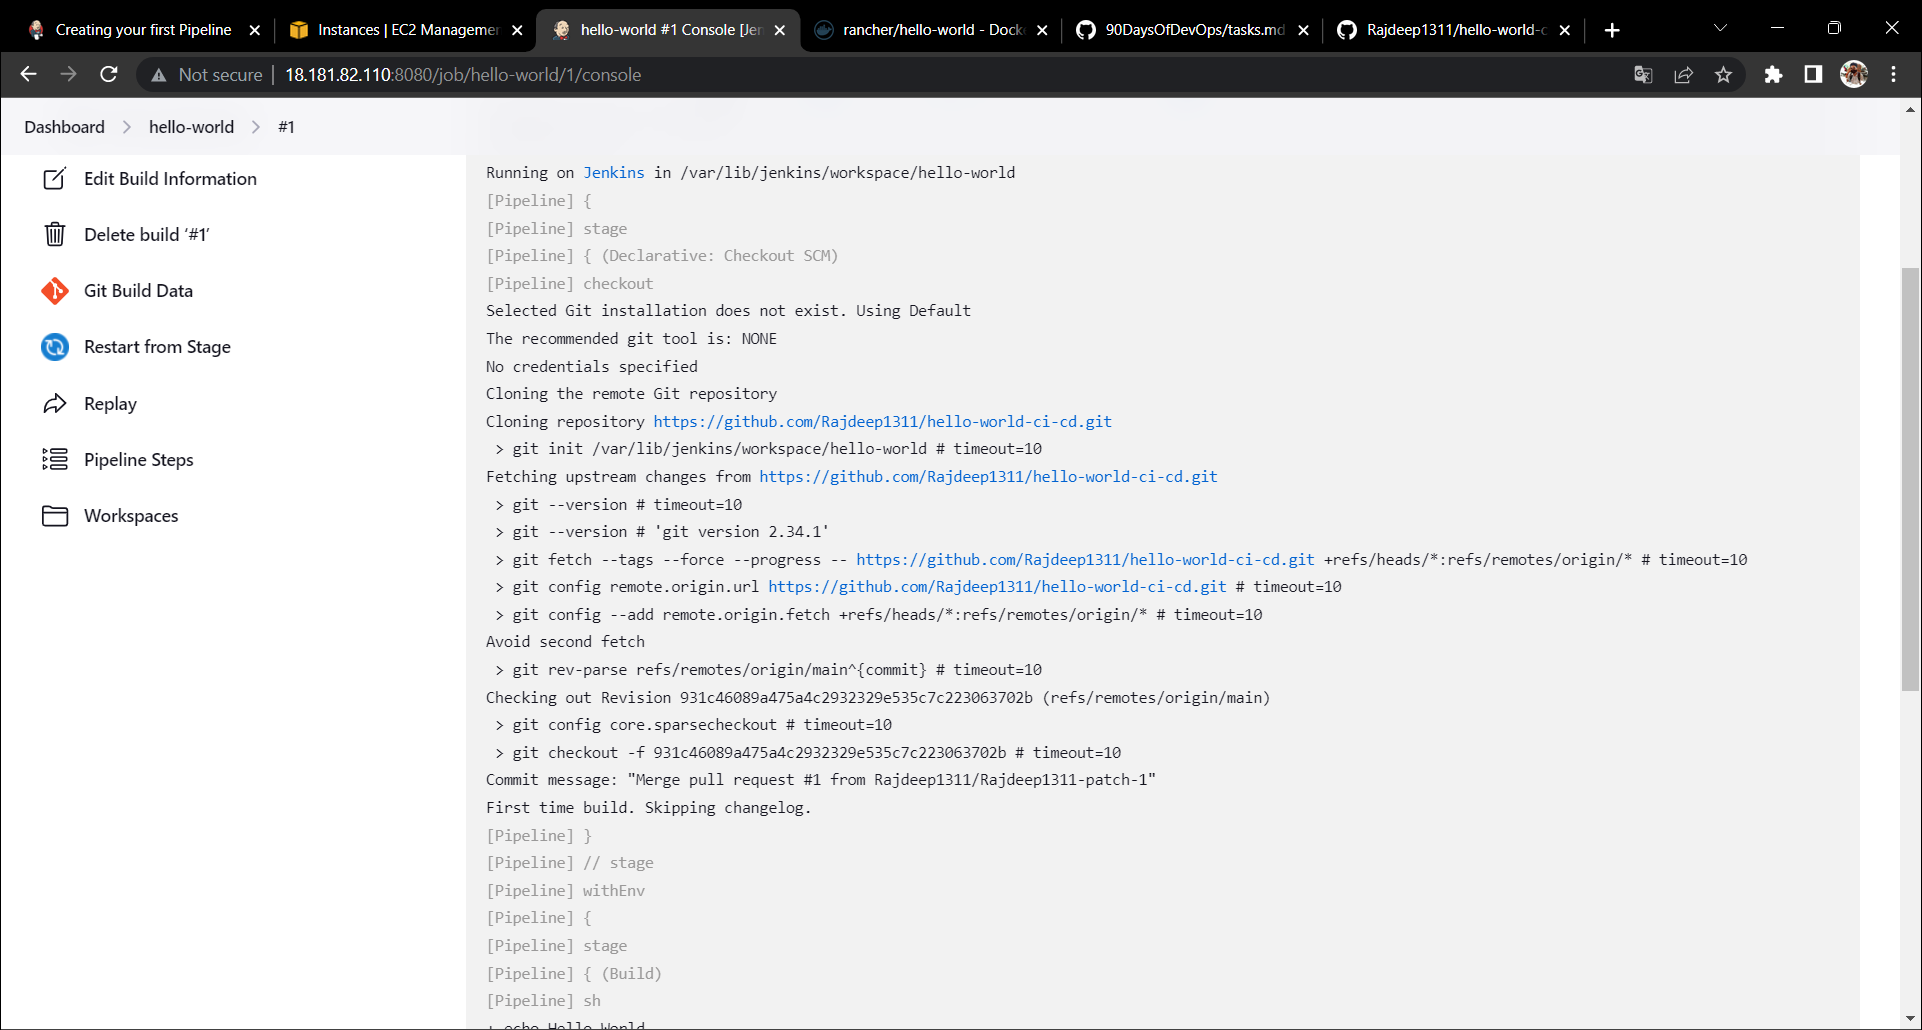 Creating your first Pipeline
Instances | EC2 Managemen
hello-world #1 Console [Jen
rancher/hello-world - Docke
90DaysOfDevOps/tasks.md
Rajdeep1311/hello-world-c
Not secure
18.181.82.110:8080/job/hello-world/1/console
Dashboard > hello-world > #1
Edit Build Information
Delete build ‘#1’
Git Build Data
Restart from Stage
Replay
Pipeline Steps
Workspaces
Running on Jenkins in /var/lib/jenkins/workspace/hello-world
[Pipeline] {
[Pipeline] stage
[Pipeline] { (Declarative: Checkout SCM)
[Pipeline] checkout
Selected Git installation does not exist. Using Default
The recommended git tool is: NONE
No credentials specified
Cloning the remote Git repository
Cloning repository https://github.com/Rajdeep1311/hello-world-ci-cd.git
> git init /var/lib/jenkins/workspace/hello-world # timeout=10
Fetching upstream changes from https://github.com/Rajdeep1311/hello-world-ci-cd.git
> git --version # timeout=10
> git --version # 'git version 2.34.1'
> git fetch --tags --force --progress -- https://github.com/Rajdeep1311/hello-world-ci-cd.git +refs/heads/*:refs/remotes/origin/* # timeout=10
> git config remote.origin.url https://github.com/Rajdeep1311/hello-world-ci-cd.git # timeout=10
> git config --add remote.origin.fetch +refs/heads/*:refs/remotes/origin/* # timeout=10
Avoid second fetch
> git rev-parse refs/remotes/origin/main^{commit} # timeout=10
Checking out Revision 931c46089a475a4c2932329e535c7c223063702b (refs/remotes/origin/main)
> git config core.sparsecheckout # timeout=10
> git checkout -f 931c46089a475a4c2932329e535c7c223063702b # timeout=10
Commit message: "Merge pull request #1 from Rajdeep1311/Rajdeep1311-patch-1"
First time build. Skipping changelog.
[Pipeline] }
[Pipeline] // stage
[Pipeline] withEnv
[Pipeline] {
[Pipeline] stage
[Pipeline] { (Build)
[Pipeline] sh
+ echo Hello World